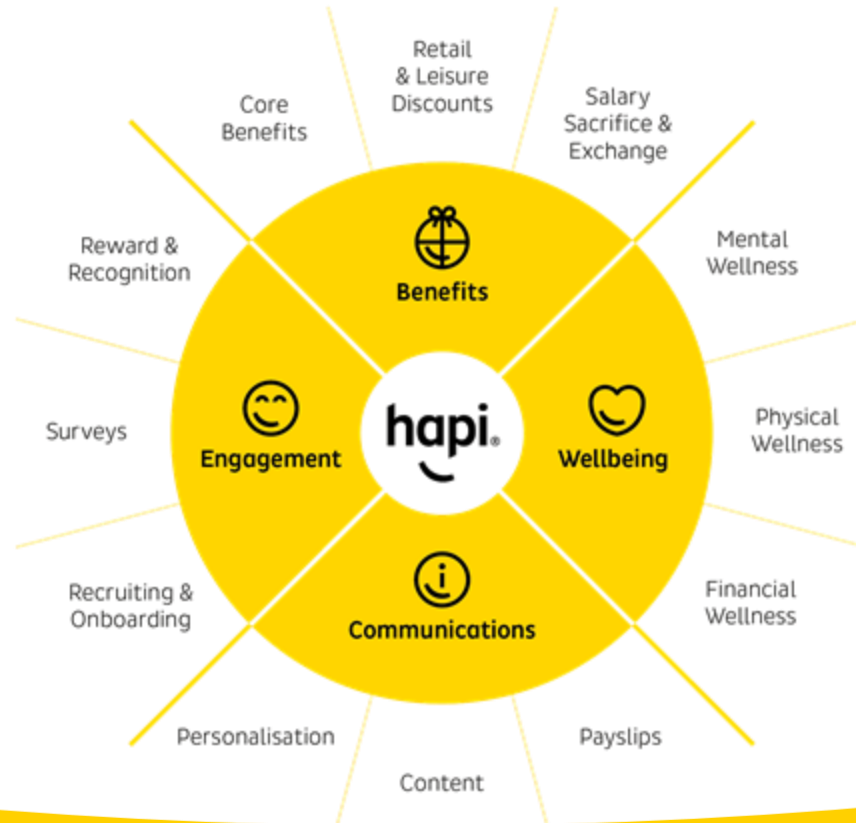 Retail
& Leisure
Discounts
Core
Benefits
Salary
Sacrifice &
Exchange
Benefits
Reward &
Recognition
Mental
Wellness
Surveys
Engagement
hapi®
Wellbeing
Physical
Wellness
Recruiting &
Onboarding
i
Communications
Financial
Wellness
Personalisation
Content
Payslips